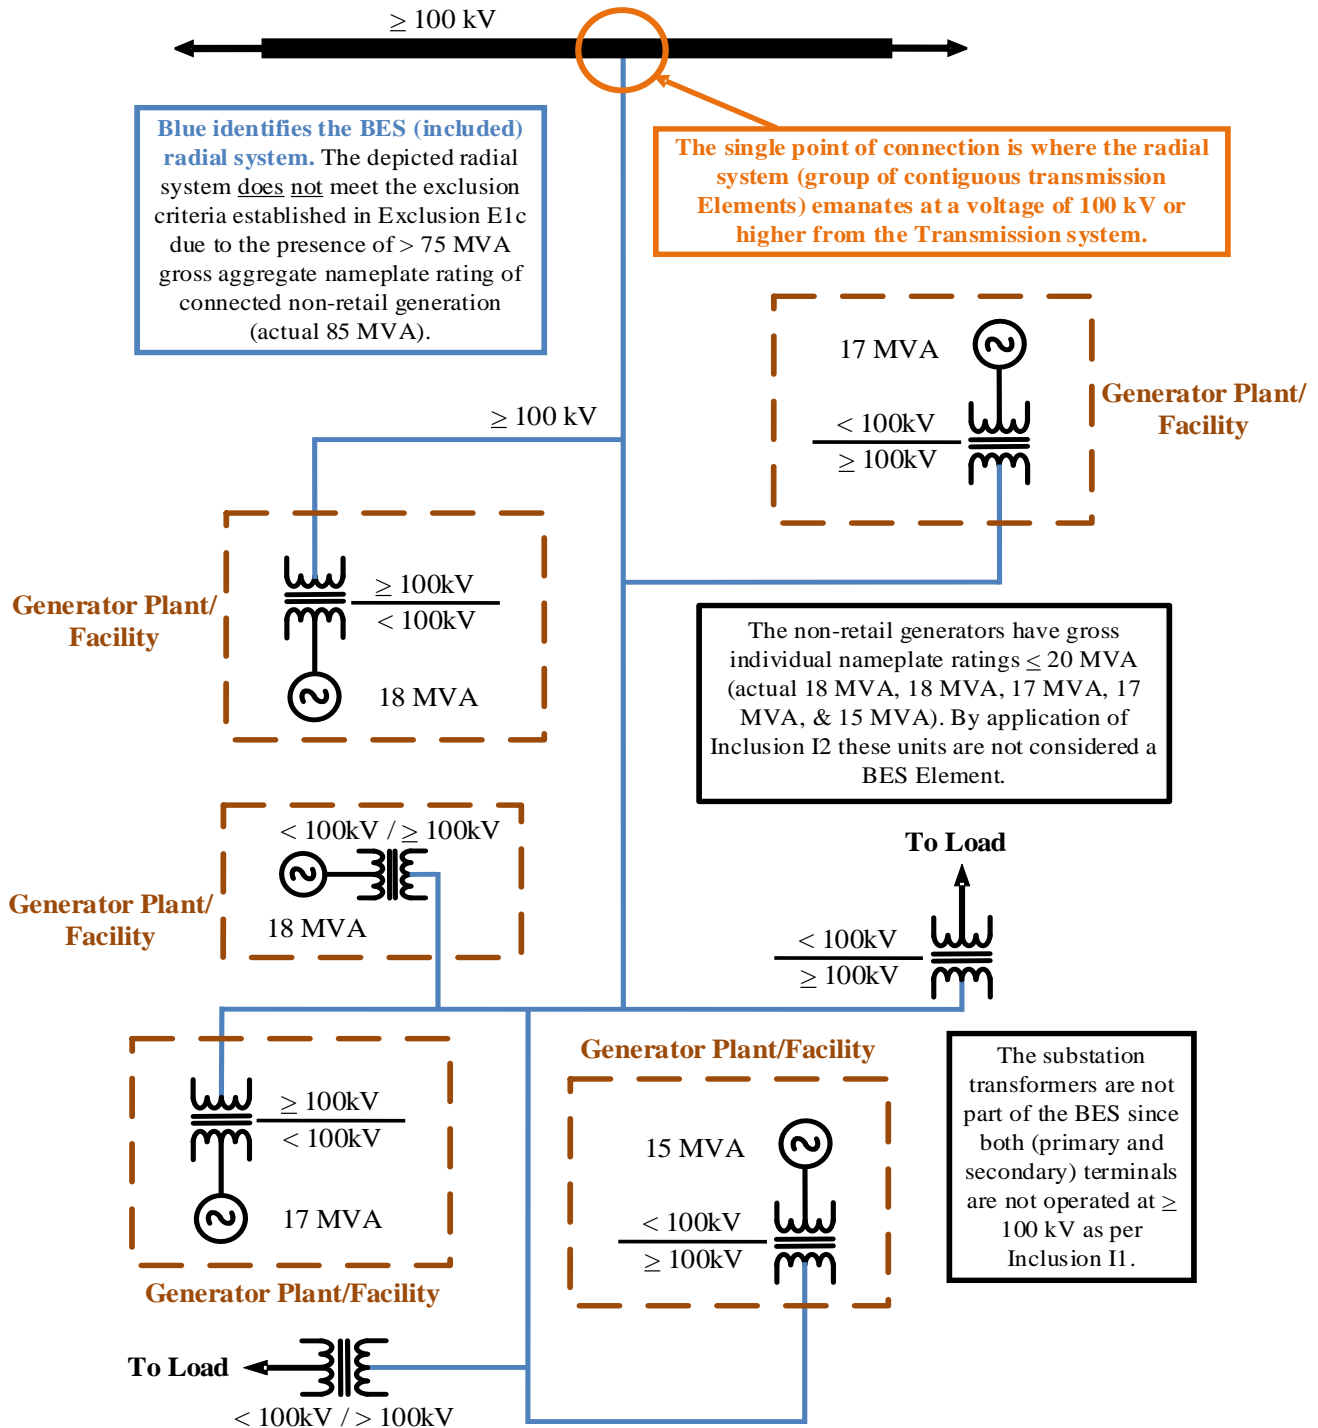 ≥ 100 kV
Blue identifies the BES (included)
radial system. The depicted radial
system does not meet the exclusion
criteria established in Exclusion E1c
due to the presence of > 75 MVA
gross aggregate nameplate rating of
connected non-retail generation
(actual 85 MVA).
The single point of connection is where the radial
system (group of contiguous transmission
Elements) emanates at a voltage of 100 kV or
higher from the Transmission system.
17 MVA
< 100kV
≥ 100kV
Generator Plant/
Facility
≥ 100 kV
Generator Plant/
Facility
≥ 100kV
< 100kV
18 MVA
The non-retail generators have gross
individual nameplate ratings ≤ 20 MVA
(actual 18 MVA, 18 MVA, 17 MVA, 17
MVA, & 15 MVA). By application of
Inclusion I2 these units are not considered a
BES Element.
< 100kV / ≥ 100kV
18 MVA
Generator Plant/
Facility
To Load
< 100kV
≥ 100kV
≥ 100kV
< 100kV
17 MVA
Generator Plant/Facility
Generator Plant/Facility
15 MVA
< 100kV
≥ 100kV
The substation
transformers are not
part of the BES since
both (primary and
secondary) terminals
are not operated at ≥
100 kV as per
Inclusion I1.
To Load
< 100kV / > 100kV